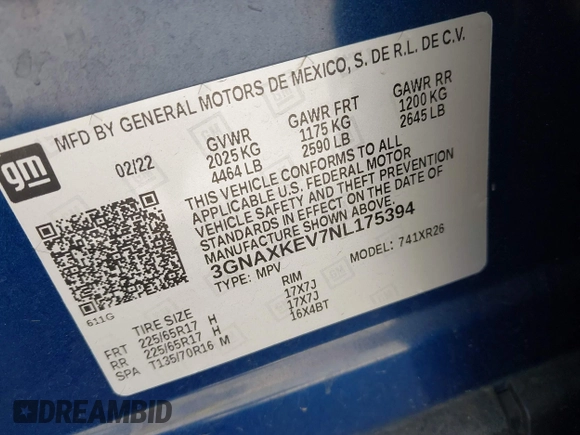 gm
MFD BY GENERAL MOTORS DE MEXICO, S. DE R.L. DE C.V.
02/22 GVWR GAWR FRT GAWR RR
2025 KG 1175 KG 1200 KG
4464 LB 2590 LB 2645 LB
THIS VEHICLE CONFORMS TO ALL
APPLICABLE U.S. FEDERAL MOTOR
VEHICLE SAFETY AND THEFT PREVENTION
STANDARDS IN EFFECT ON THE DATE OF
MANUFACTURE SHOWN ABOVE.
3GNAXKEV7NL175394
TYPE: MPV MODEL: 741XR26
611G
TIRE SIZE RIM
FRT 225/65R17 H 17X7J
RR 225/65R17 H 17X7J
SPA T135/70R16 M 16X4BT
DREAMBID